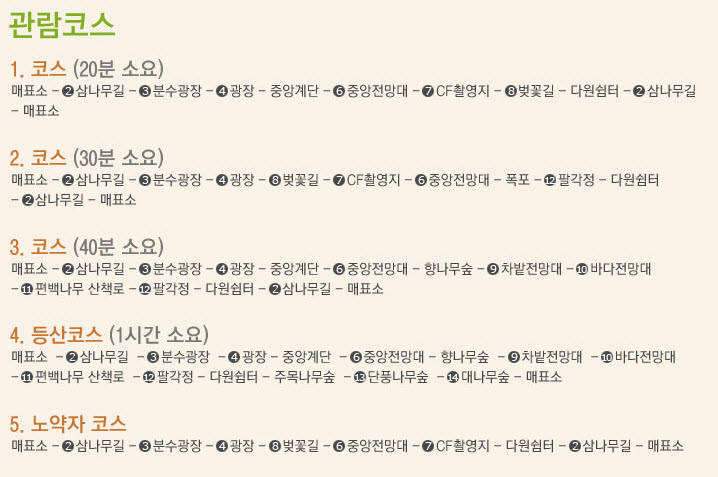 관람코스
1. 코스 (20분 소요)
매표소 – ❷삼나무길 – ❸분수광장 – ❹광장 – 중앙계단 – ❻중앙전망대 – ❼CF촬영지 – ❽벚꽃길 – 다원쉼터 – ❷삼나무길
– 매표소
2. 코스 (30분 소요)
매표소 – ❷삼나무길 – ❸분수광장 – ❹광장 – ❽벚꽃길 – ❼CF촬영지 – ❻중앙전망대 – 폭포 – ⓬팔각정 – 다원쉼터
– ❷삼나무길 – 매표소
3. 코스 (40분 소요)
매표소 – ❷삼나무길 – ❸분수광장 – ❹광장 – 중앙계단 – ❻중앙전망대 – 향나무숲 – ❾차밭전망대 – ❿바다전망대
– ⓫편백나무 산책로 – ⓬팔각정 – 다원쉼터 – ❷삼나무길 – 매표소
4. 등산코스 (1시간 소요)
매표소 – ❷삼나무길 – ❸분수광장 – ❹광장 – 중앙계단 – ❻중앙전망대 – 향나무숲 – ❾차밭전망대 – ❿바다전망대
– ⓫편백나무 산책로 – ⓬팔각정 – 다원쉼터 – 주목나무숲 – ⓭단풍나무숲 – ⓮대나무숲 – 매표소
5. 노약자 코스
매표소 – ❷삼나무길 – ❸분수광장 – ❹광장 – ❽벚꽃길 – ❻중앙전망대 – ❼CF촬영지 – 다원쉼터 – ❷삼나무길 – 매표소